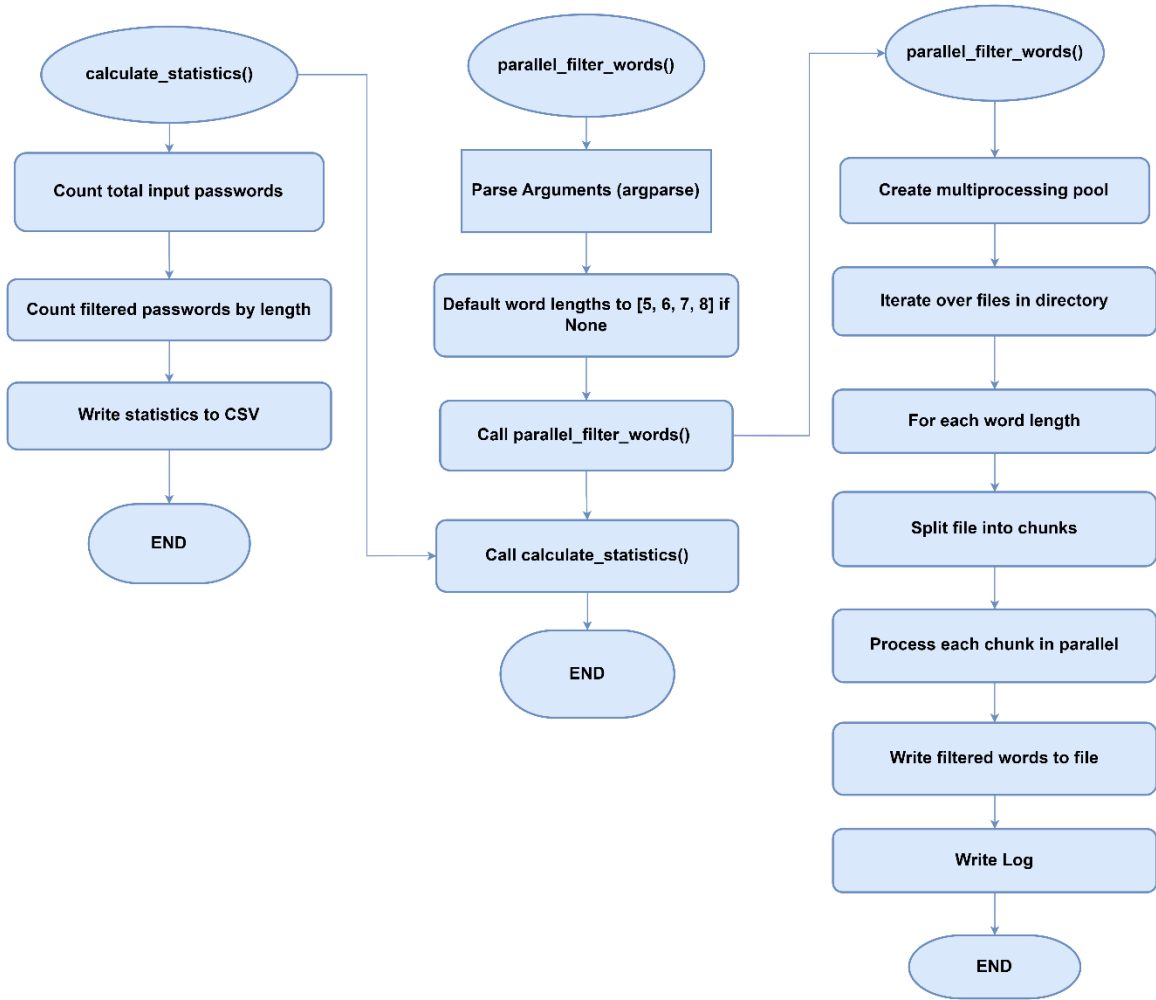 calculate_statistics()
Count total input passwords
Count filtered passwords by length
Write statistics to CSV
END
parallel_filter_words()
Parse Arguments (argparse)
Default word lengths to [5, 6, 7, 8] if
None
Call parallel_filter_words()
Call calculate_statistics()
END
parallel_filter_words()
Create multiprocessing pool
Iterate over files in directory
For each word length
Split file into chunks
Process each chunk in parallel
Write filtered words to file
Write Log
END